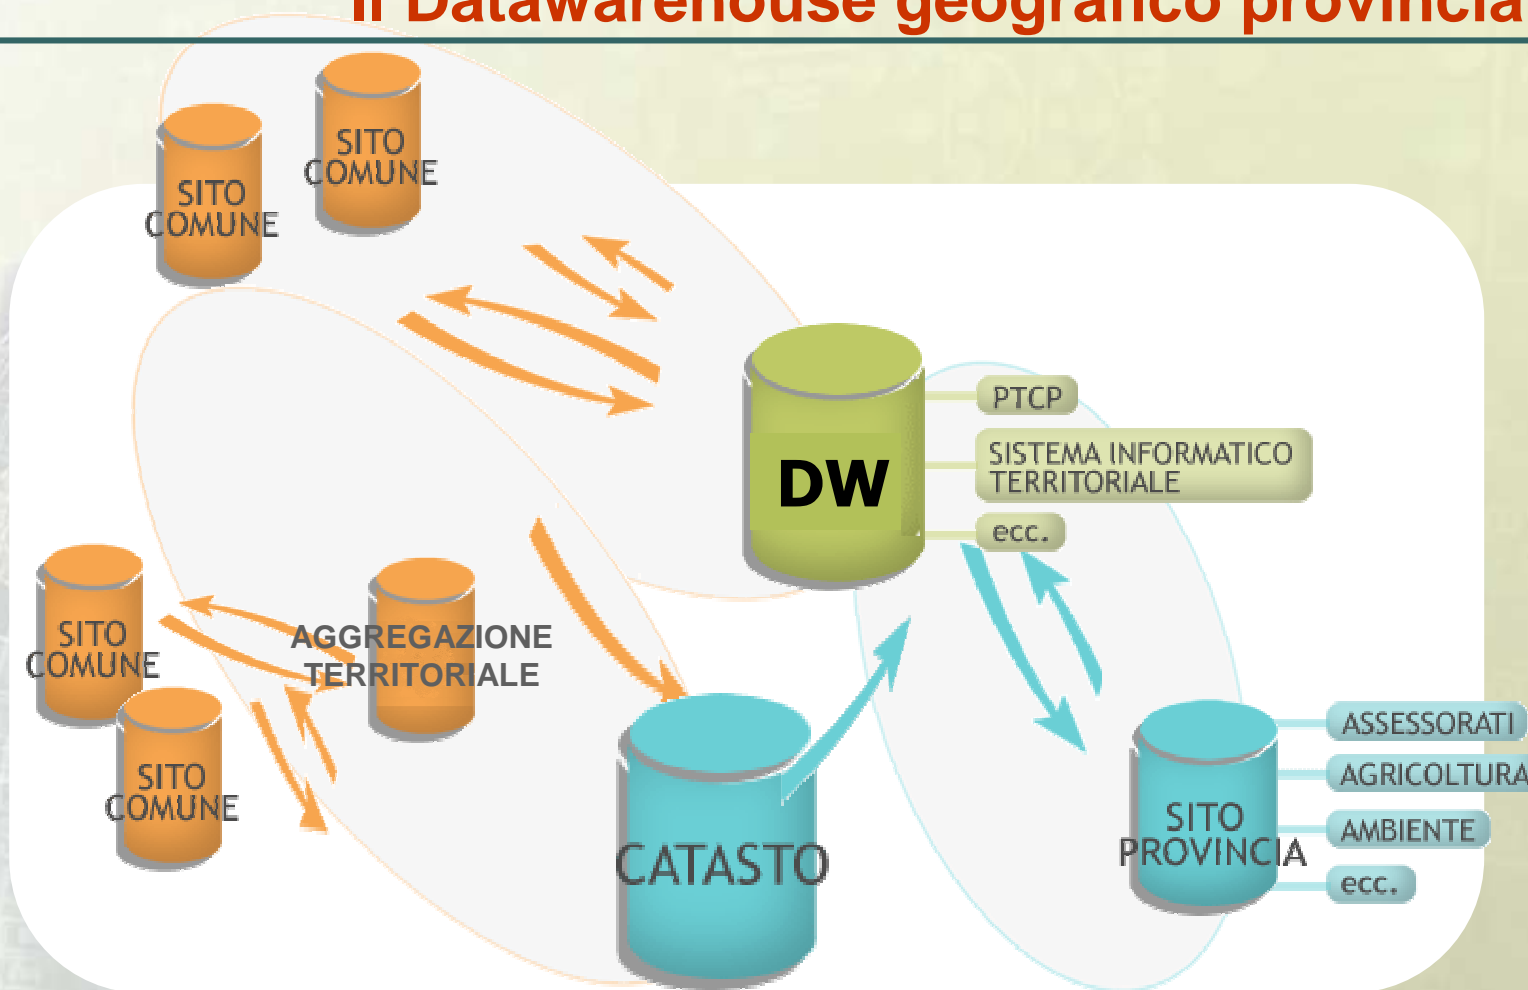 Il Datawarehouse geografico provincia
SITO
COMUNE
SITO
COMUNE
PTCP
SISTEMA INFORMATICO
TERRITORIALE
DW
ecc.
SITO
COMUNE
AGGREGAZIONE
TERRITORIALE
SITO
COMUNE
CATASTO
SITO
PROVINCIA
ASSESSORATI
AGRICOLTURA
AMBIENTE
ecc.